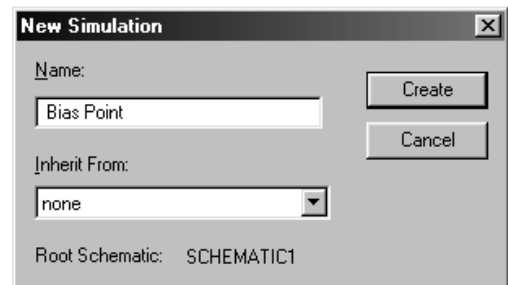 New Simulation
Name:
Create
Bias Point
Cancel
Inherit From:
none
Root Schematic: SCHEMATIC1